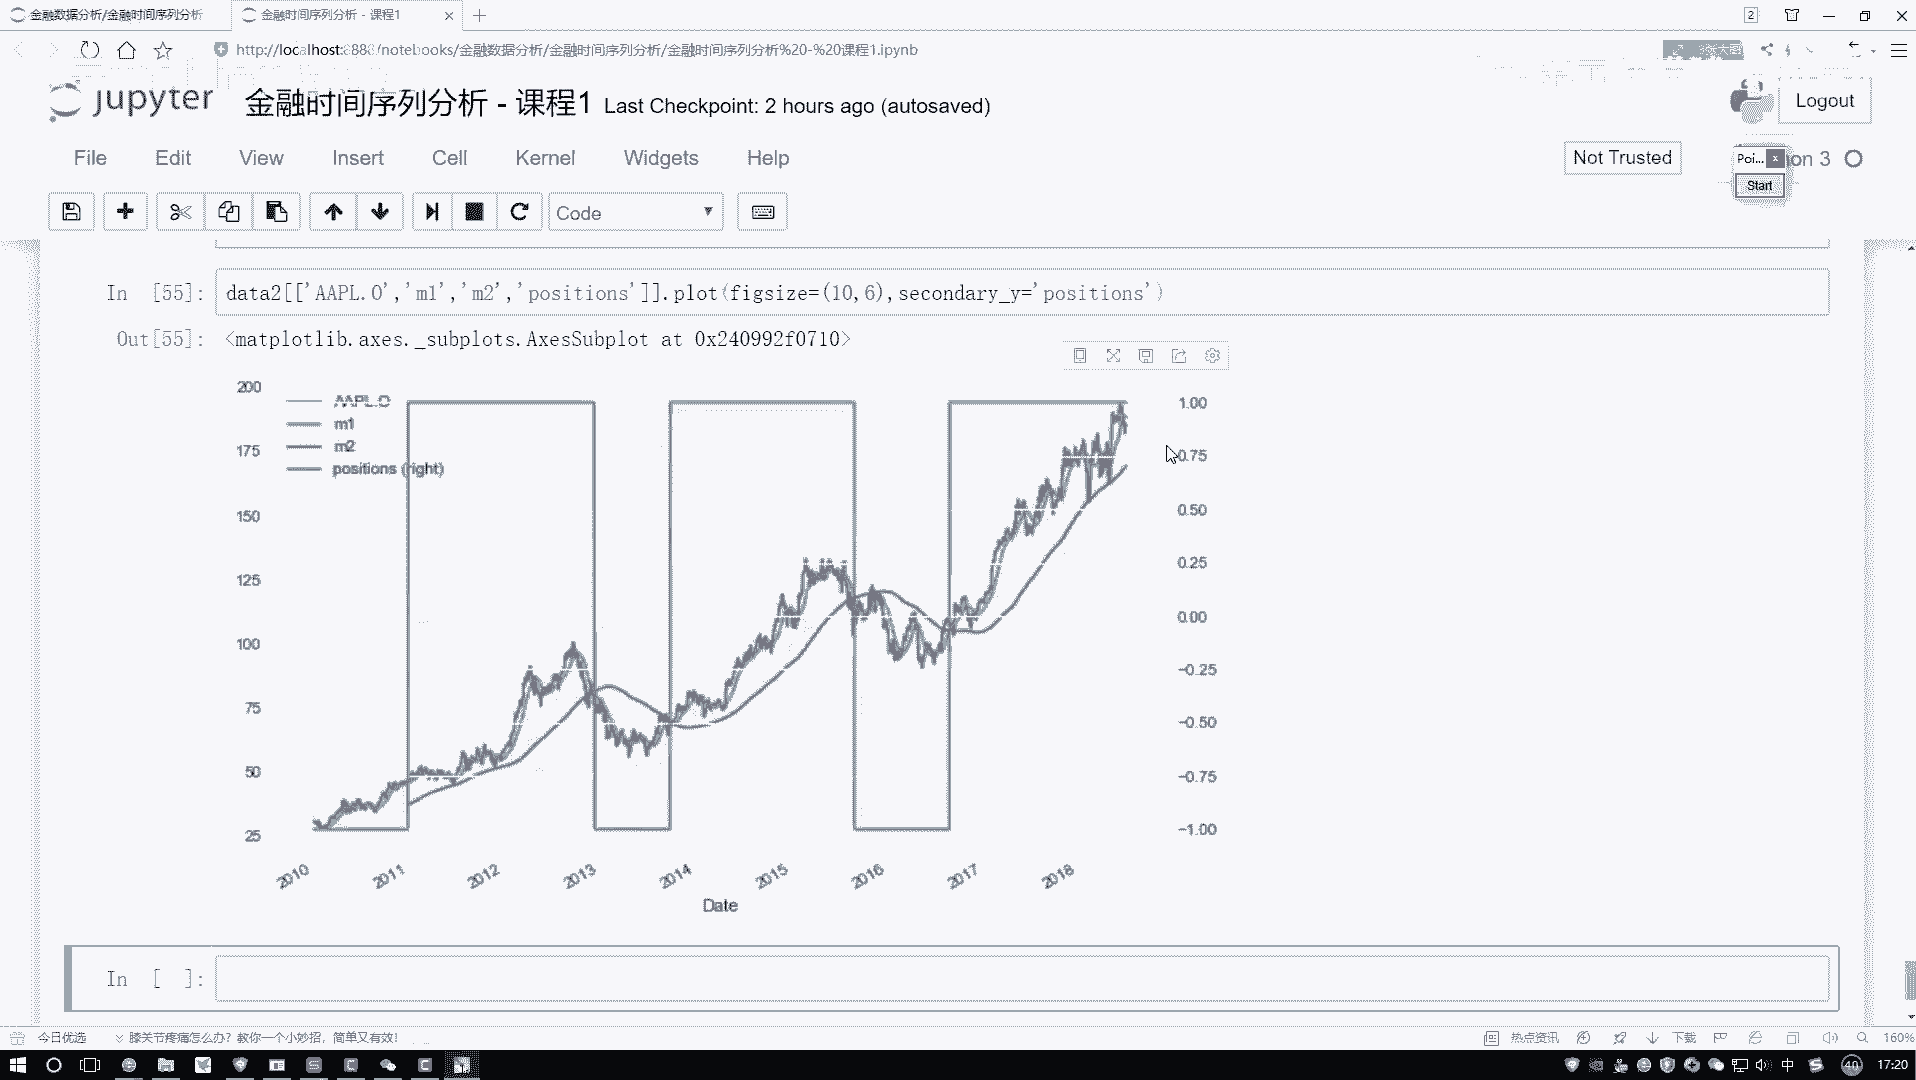 金融数据分析/金融时间序列分析
金融时间序列分析 - 课程1
2
http://localhost:8888/notebooks/金融数据分析/金融时间序列分析/金融时间序列分析%20-%20课程1.ipynb
jupyter
金融时间序列分析 - 课程1 Last Checkpoint: 2 hours ago (autosaved)
Logout
File Edit View Insert Cell Kernel Widgets Help
Not Trusted
Poi...
on 3
Start
Code
In [55]: data2[['AAPL.O','m1','m2','positions']].plot(figsize=(10,6),secondary_y='positions')
Out[55]: <matplotlib.axes._subplots.AxesSubplot at 0x240992f0710>
200
175
150
125
100
75
50
25
AAPL.O
m1
m2
positions (right)
1.00
0.75
0.50
0.25
0.00
−0.25
−0.50
−0.75
−1.00
2010 2011 2012 2013 2014 2015 2016 2017 2018
Date
In [ ]:
今日优选
膝关节疼痛怎么办？教你一个小妙招，简单又有效！
热点资讯
下载
160%
中
40
17:20